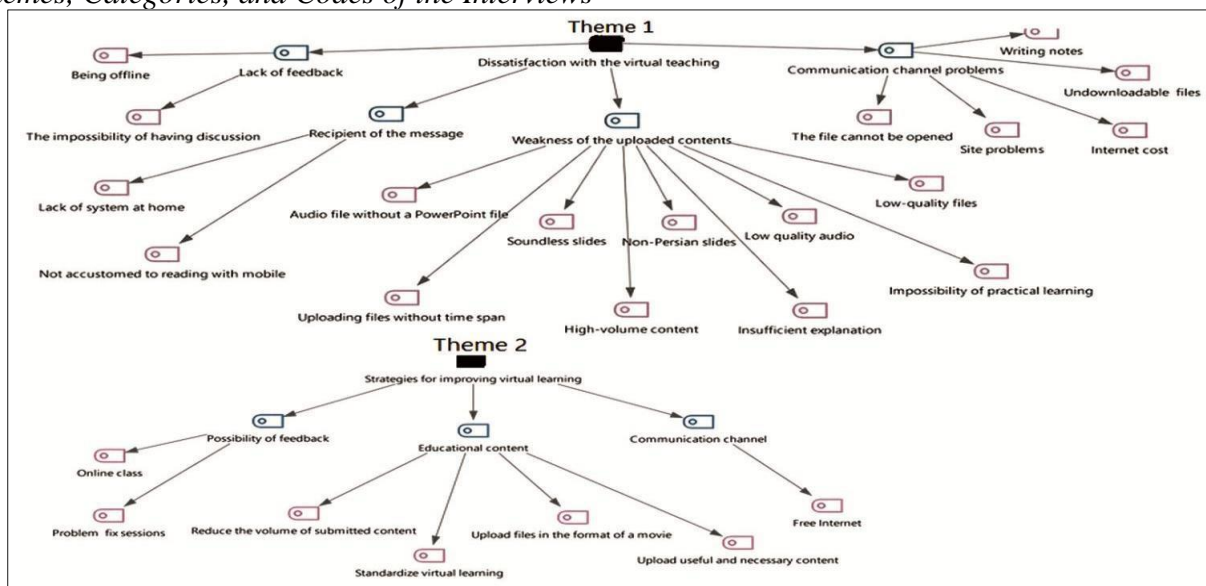 emes, Categories, and Codes of the Interviews
Theme 1
Dissatisfaction with the virtual teaching
Being offline
Lack of feedback
The impossibility of having discussion
Recipient of the message
Lack of system at home
Not accustomed to reading with mobile
Weakness of the uploaded contents
Audio file without a PowerPoint file
Soundless slides
Non-Persian slides
Low quality audio
Low-quality files
Uploading files without time span
High-volume content
Insufficient explanation
Impossibility of practical learning
Communication channel problems
Writing notes
Undownloadable files
The file cannot be opened
Site problems
Internet cost
Theme 2
Strategies for improving virtual learning
Possibility of feedback
Online class
Problem fix sessions
Educational content
Reduce the volume of submitted content
Standardize virtual learning
Upload files in the format of a movie
Upload useful and necessary content
Communication channel
Free Internet